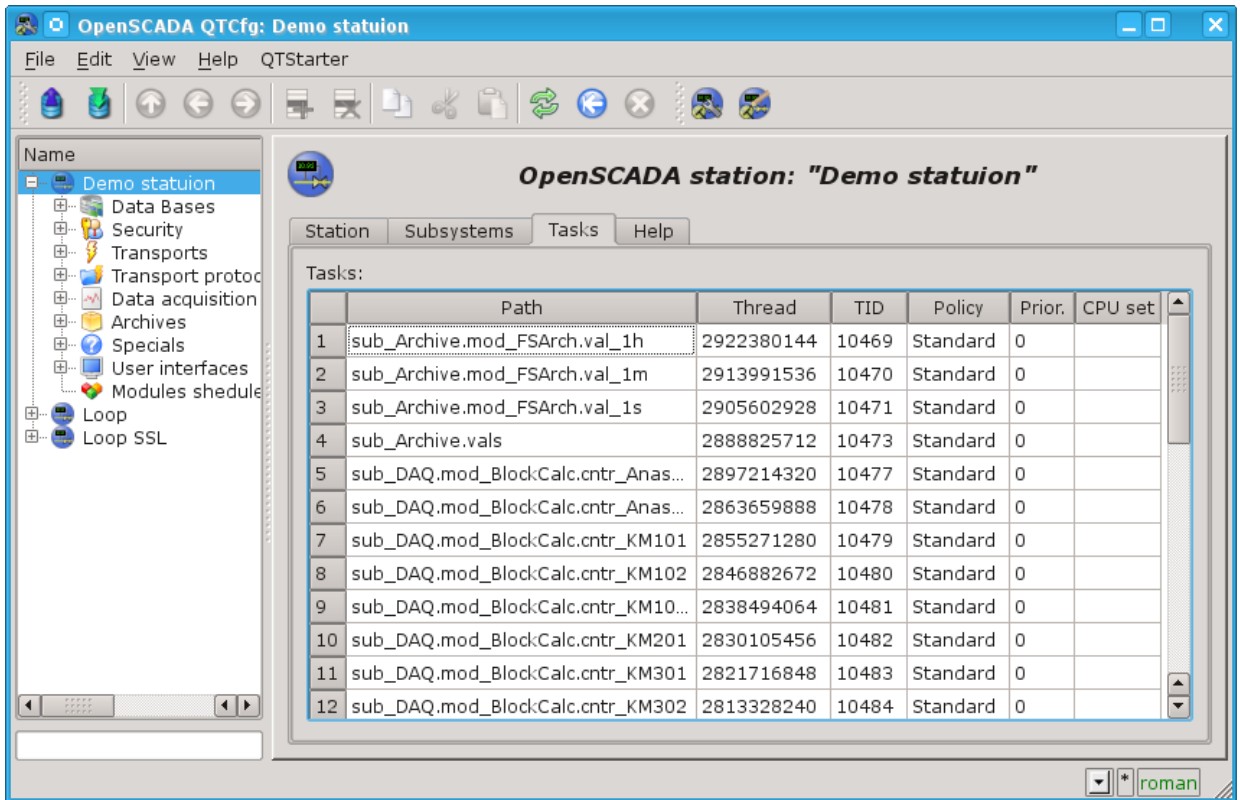 OpenSCADA QTCfg: Demo statuion
File Edit View Help QTStarter
Name
Demo statuion
Data Bases
Security
Transports
Transport protoc
Data acquisition
Archives
Specials
User interfaces
Modules shedule
Loop
Loop SSL
OpenSCADA station: "Demo statuion"
Station Subsystems Tasks Help
Tasks:
Path Thread TID Policy Prior. CPU set
1 sub_Archive.mod_FSArch.val_1h 2922380144 10469 Standard 0
2 sub_Archive.mod_FSArch.val_1m 2913991536 10470 Standard 0
3 sub_Archive.mod_FSArch.val_1s 2905602928 10471 Standard 0
4 sub_Archive.vals 2888825712 10473 Standard 0
5 sub_DAQ.mod_BlockCalc.cntr_Anas... 2897214320 10477 Standard 0
6 sub_DAQ.mod_BlockCalc.cntr_Anas... 2863659888 10478 Standard 0
7 sub_DAQ.mod_BlockCalc.cntr_KM101 2855271280 10479 Standard 0
8 sub_DAQ.mod_BlockCalc.cntr_KM102 2846882672 10480 Standard 0
9 sub_DAQ.mod_BlockCalc.cntr_KM10... 2838494064 10481 Standard 0
10 sub_DAQ.mod_BlockCalc.cntr_KM201 2830105456 10482 Standard 0
11 sub_DAQ.mod_BlockCalc.cntr_KM301 2821716848 10483 Standard 0
12 sub_DAQ.mod_BlockCalc.cntr_KM302 2813328240 10484 Standard 0
* roman